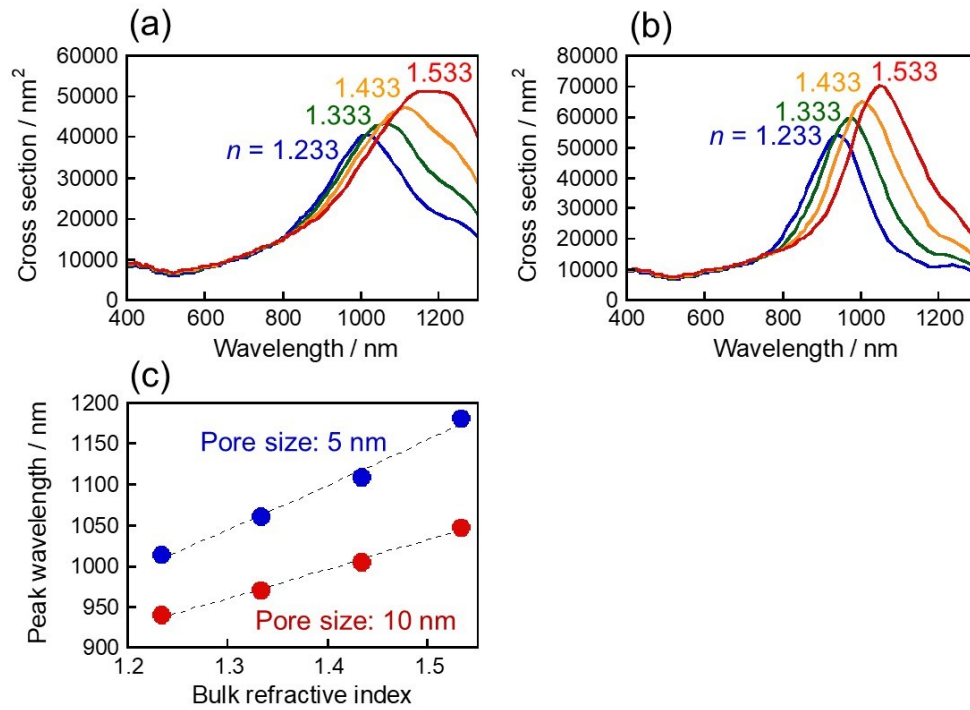 (a)
60000
50000
40000
30000
20000
10000
0
400 600 800 1000 1200
Cross section / nm²
Wavelength / nm
n = 1.233
1.333
1.433
1.533
(b)
80000
70000
60000
50000
40000
30000
20000
10000
0
400 600 800 1000 1200
Cross section / nm²
Wavelength / nm
n = 1.233
1.333
1.433
1.533
(c)
1200
1150
1100
1050
1000
950
900
1.2 1.3 1.4 1.5
Peak wavelength / nm
Bulk refractive index
Pore size: 5 nm
Pore size: 10 nm